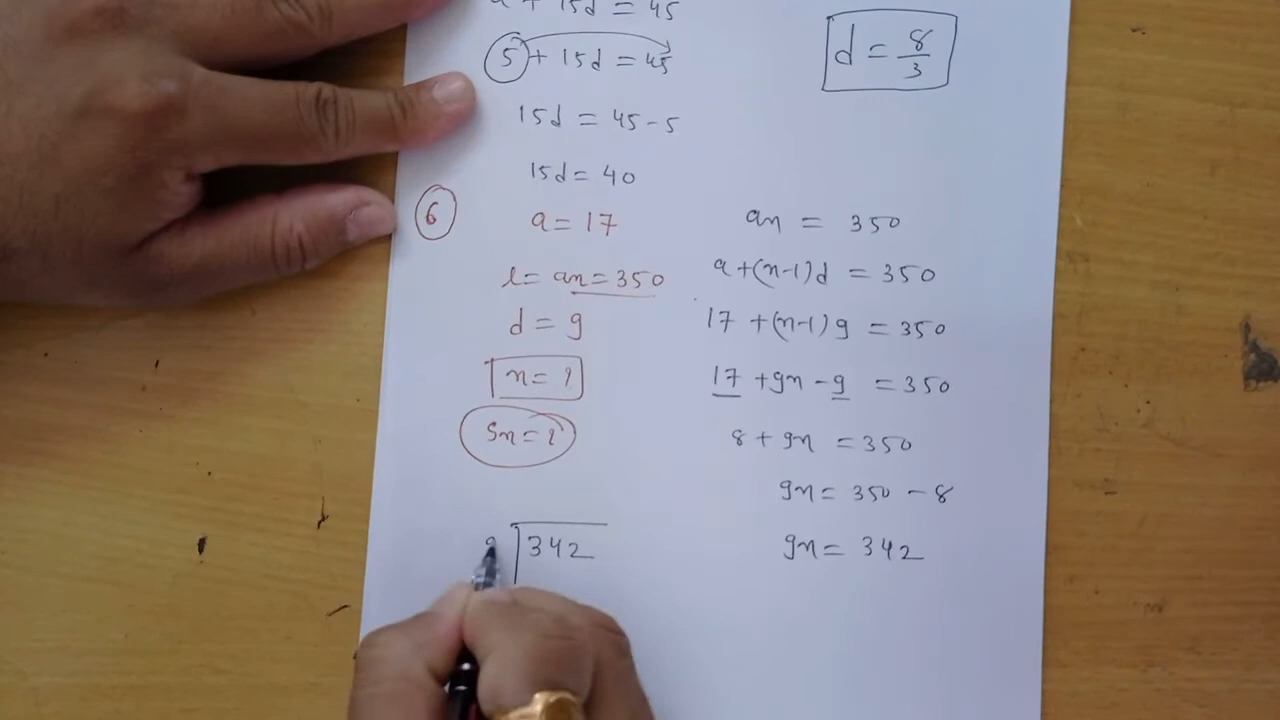 a + 15d = 45
5 + 15d = 45
15d = 45 - 5
15d = 40
d = 8/3
6
a = 17
l = an = 350
d = 9
n = ?
Sn = ?
an = 350
a + (n-1)d = 350
17 + (n-1)9 = 350
17 + 9n - 9 = 350
8 + 9n = 350
9n = 350 - 8
9n = 342
9 342